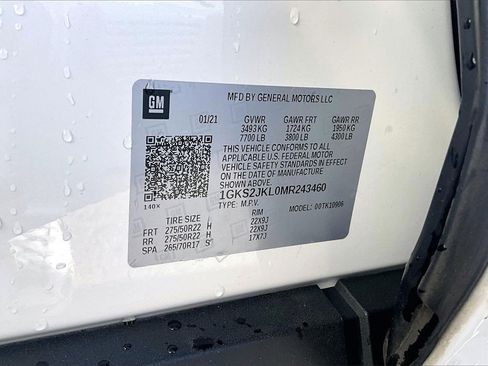 GM
MFD BY GENERAL MOTORS LLC
01/21 GVWR GAWR FRT GAWR RR
3493 KG 1724 KG 1950 KG
7700 LB 3800 LB 4300 LB
THIS VEHICLE CONFORMS TO ALL
APPLICABLE U.S. FEDERAL MOTOR
VEHICLE SAFETY STANDARDS IN EFFECT
ON THE DATE OF MANUFACTURE
SHOWN ABOVE.
140X 1GKS2JKL0MR243460
TYPE: M.P.V. MODEL: 00TK10906
TIRE SIZE RIM
FRT 275/50R22 H 22X9J
RR 275/50R22 H 22X9J
SPA 265/70R17 S 17X7J